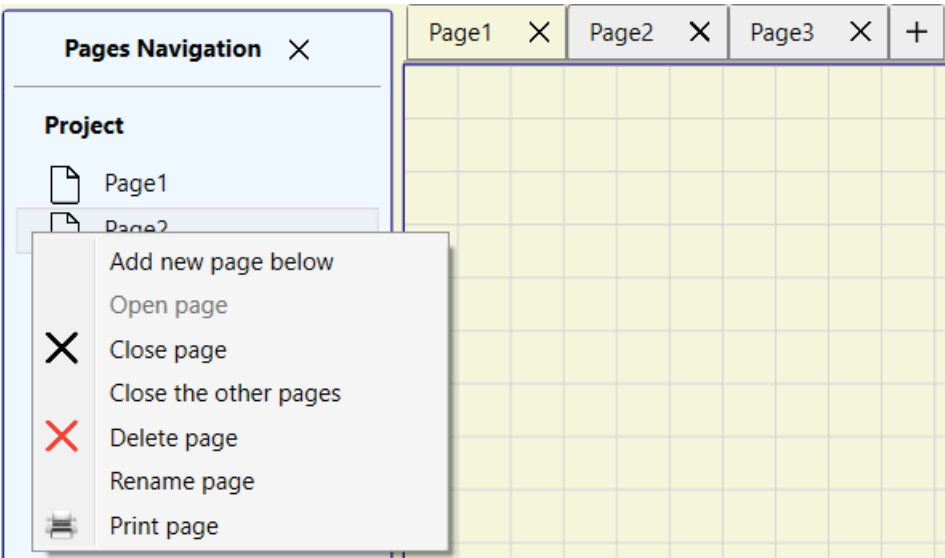 Pages Navigation
Page1
Page2
Page3
Project
Page1
Page2
Add new page below
Open page
Close page
Close the other pages
Delete page
Rename page
Print page